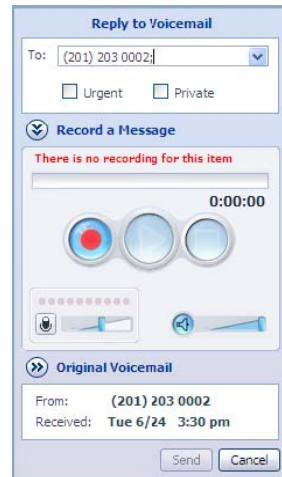 Reply to Voicemail
To: (201) 203 0002;
Urgent Private
Record a Message
There is no recording for this item
0:00:00
Original Voicemail
From: (201) 203 0002
Received: Tue 6/24 3:30 pm
Send Cancel